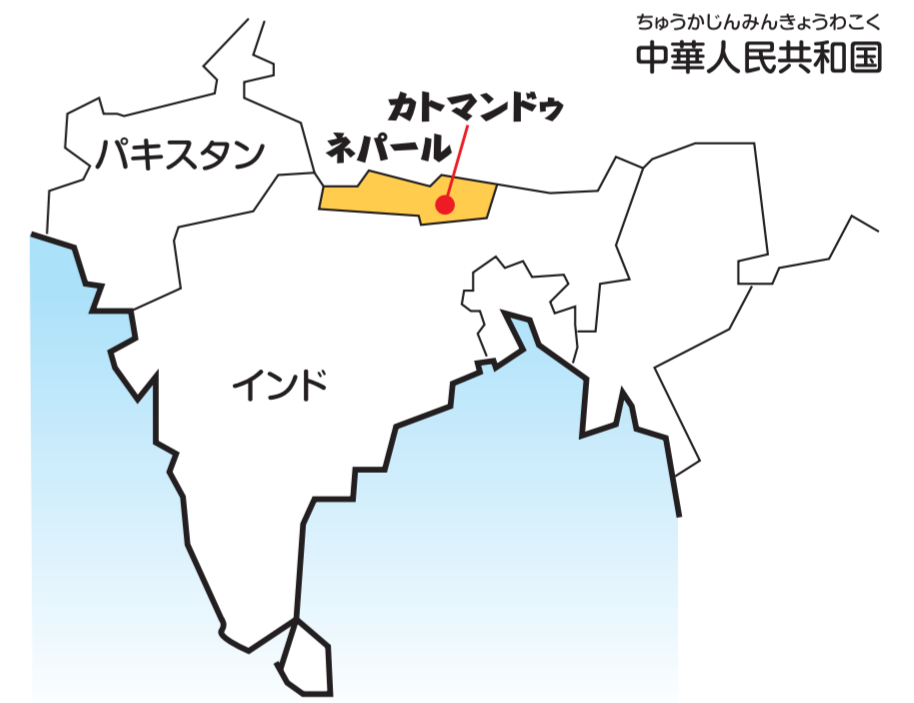 ちゅうかじんみんきょうわこく
中華人民共和国
カトマンドゥ
ネパール
パキスタン
インド